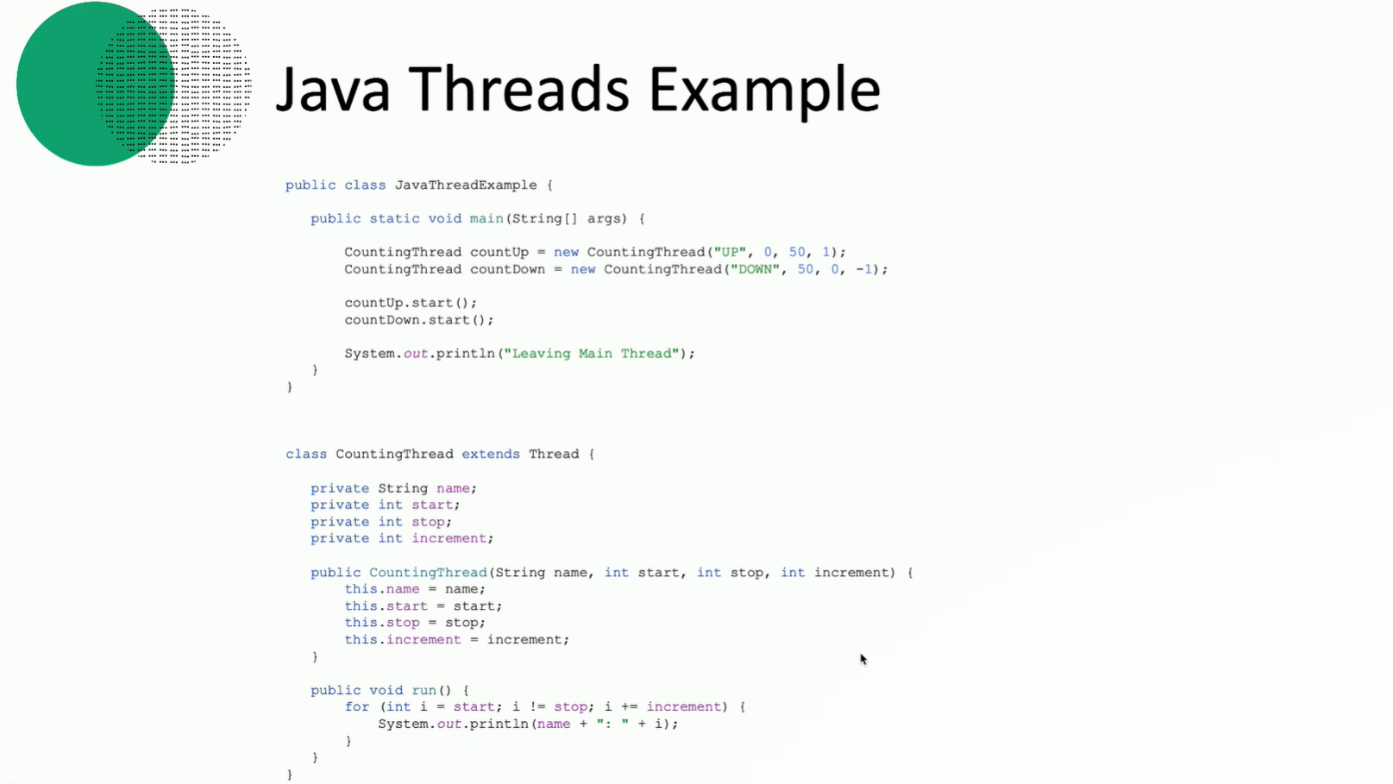 Java Threads Example
public class JavaThreadExample {
public static void main(String[] args) {
CountingThread countUp = new CountingThread("UP", 0, 50, 1);
CountingThread countDown = new CountingThread("DOWN", 50, 0, -1);
countUp.start();
countDown.start();
System.out.println("Leaving Main Thread");
}
}
class CountingThread extends Thread {
private String name;
private int start;
private int stop;
private int increment;
public CountingThread(String name, int start, int stop, int increment) {
this.name = name;
this.start = start;
this.stop = stop;
this.increment = increment;
}
public void run() {
for (int i = start; i != stop; i += increment) {
System.out.println(name + ": " + i);
}
}
}